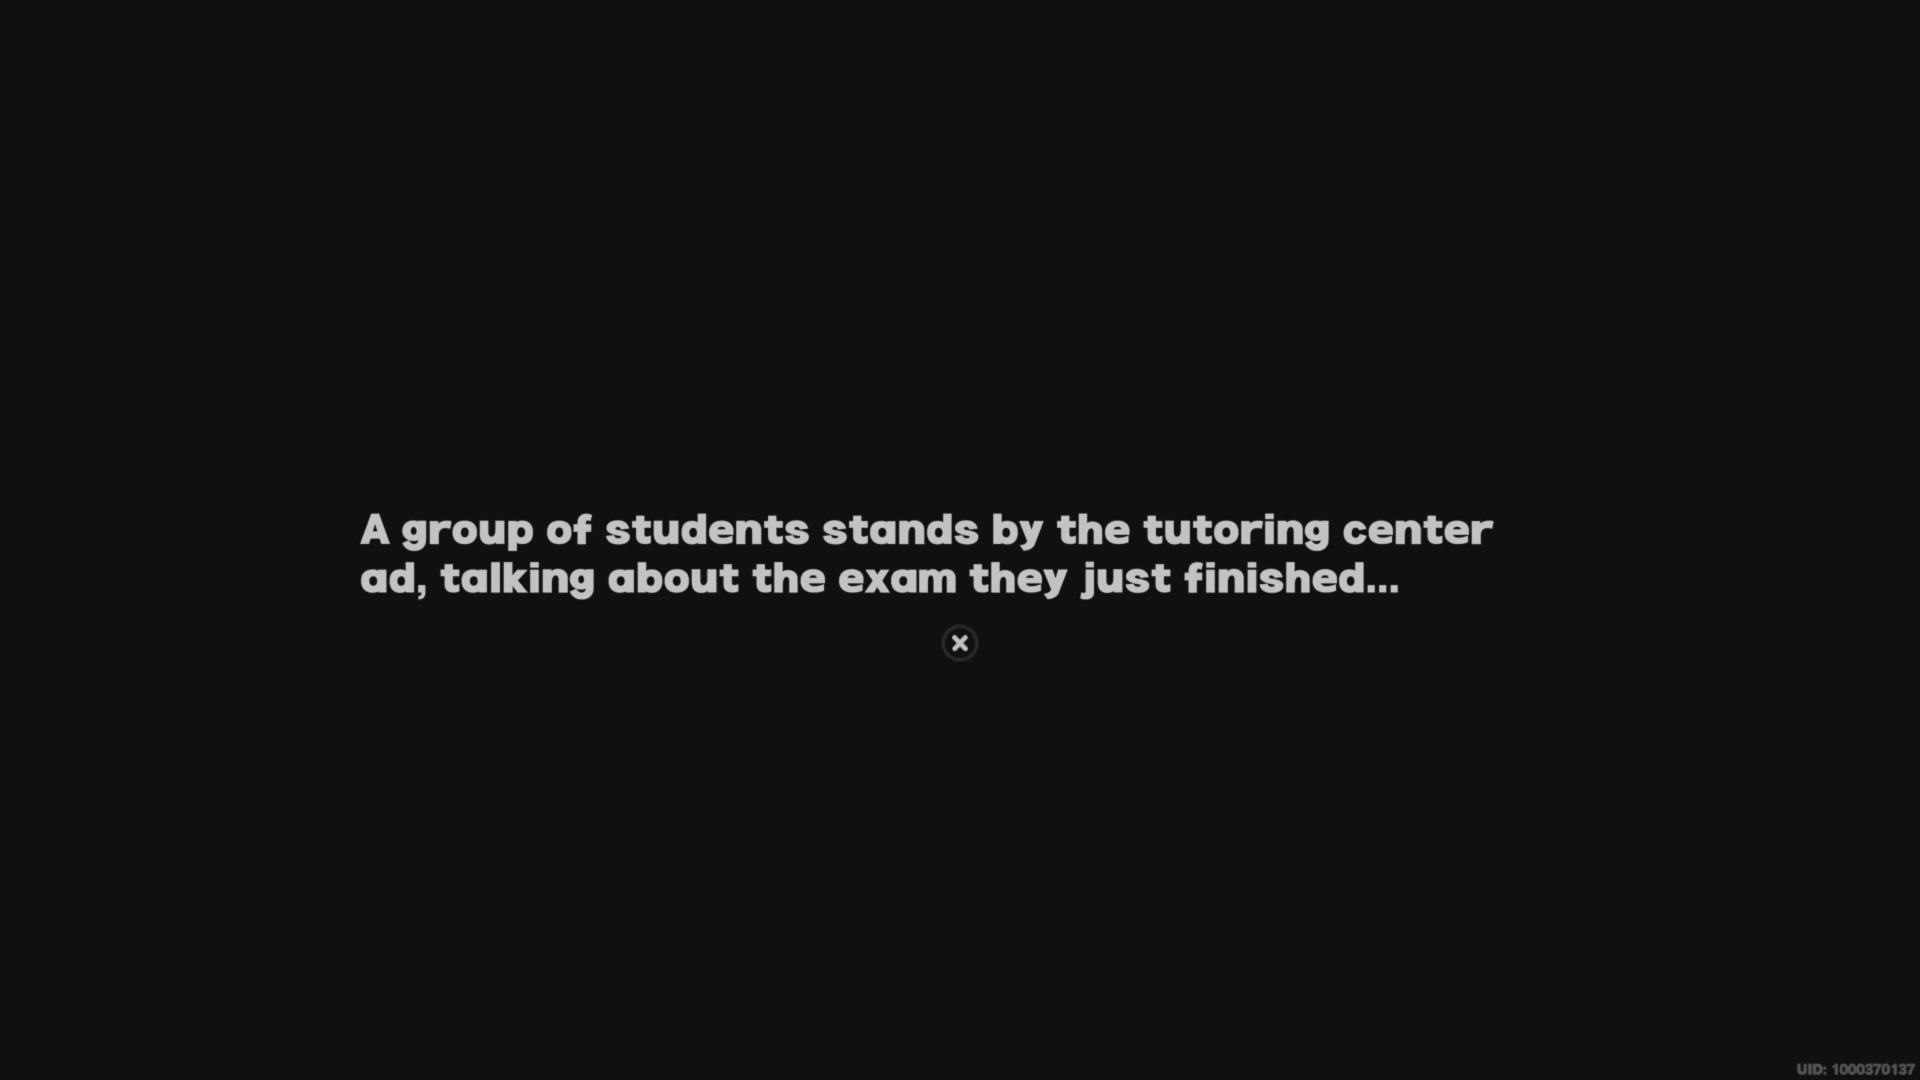 A group of students stands by the tutoring center
ad, talking about the exam they just finished...
UID: 1000370137